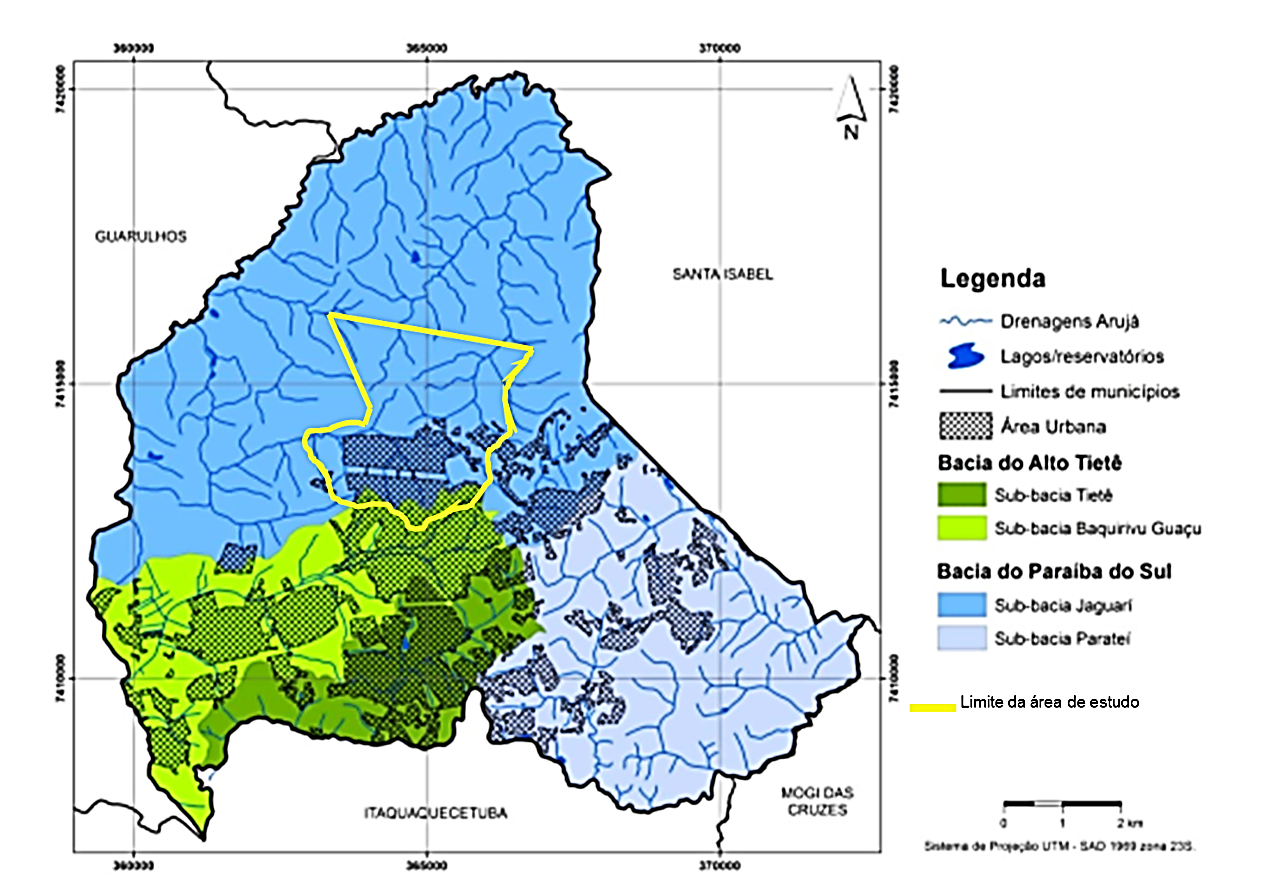 360000 365000 370000
7420000 7420000
N
GUARULHOS
SANTA ISABEL
7415000 7415000
7410000 7410000
ITAQUAQUECETUBA
MOGI DAS
CRUZES
360000 365000 370000
Legenda
Drenagens Arujá
Lagos/reservatórios
Limites de municípios
Área Urbana
Bacia do Alto Tietê
Sub-bacia Tietê
Sub-bacia Baquirivu Guaçu
Bacia do Paraíba do Sul
Sub-bacia Jaguarí
Sub-bacia Parateí
Limite da área de estudo
0 1 2 km
Sistema de Projeção UTM - SAD 1969 zona 23S.